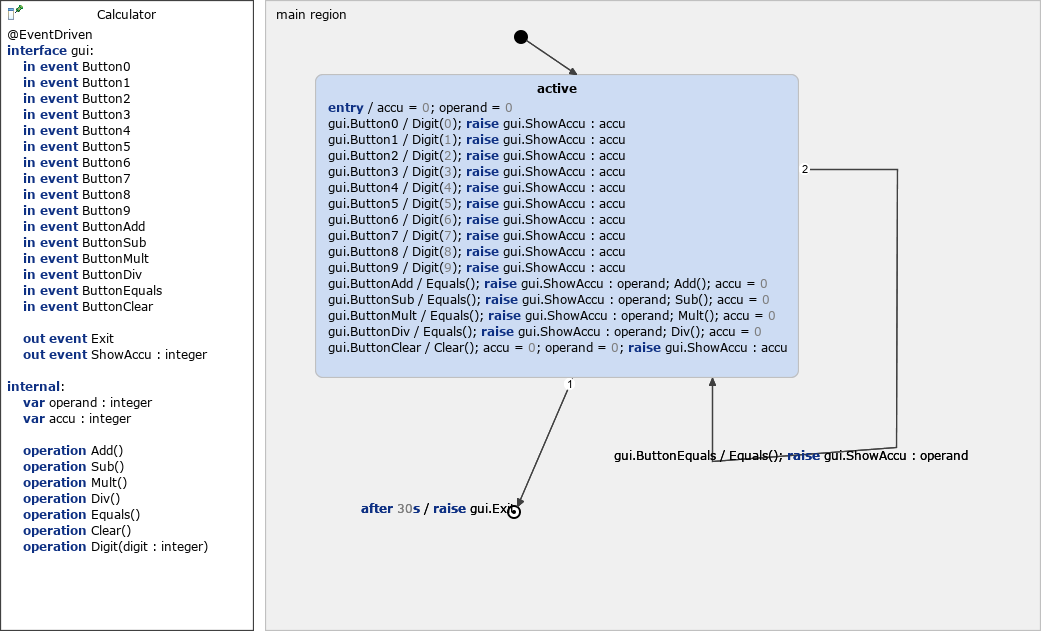 Calculator
@EventDriven
interface gui:
in event Button0
in event Button1
in event Button2
in event Button3
in event Button4
in event Button5
in event Button6
in event Button7
in event Button8
in event Button9
in event ButtonAdd
in event ButtonSub
in event ButtonMult
in event ButtonDiv
in event ButtonEquals
in event ButtonClear
out event Exit
out event ShowAccu : integer
internal:
var operand : integer
var accu : integer
operation Add()
operation Sub()
operation Mult()
operation Div()
operation Equals()
operation Clear()
operation Digit(digit : integer)
main region
active
entry / accu = 0; operand = 0
gui.Button0 / Digit(0); raise gui.ShowAccu : accu
gui.Button1 / Digit(1); raise gui.ShowAccu : accu
gui.Button2 / Digit(2); raise gui.ShowAccu : accu
gui.Button3 / Digit(3); raise gui.ShowAccu : accu
gui.Button4 / Digit(4); raise gui.ShowAccu : accu
gui.Button5 / Digit(5); raise gui.ShowAccu : accu
gui.Button6 / Digit(6); raise gui.ShowAccu : accu
gui.Button7 / Digit(7); raise gui.ShowAccu : accu
gui.Button8 / Digit(8); raise gui.ShowAccu : accu
gui.Button9 / Digit(9); raise gui.ShowAccu : accu
gui.ButtonAdd / Equals(); raise gui.ShowAccu : operand; Add(); accu = 0
gui.ButtonSub / Equals(); raise gui.ShowAccu : operand; Sub(); accu = 0
gui.ButtonMult / Equals(); raise gui.ShowAccu : operand; Mult(); accu = 0
gui.ButtonDiv / Equals(); raise gui.ShowAccu : operand; Div(); accu = 0
gui.ButtonClear / Clear(); accu = 0; operand = 0; raise gui.ShowAccu : accu
2
1
gui.ButtonEquals / Equals(); raise gui.ShowAccu : operand
after 30s / raise gui.Exit